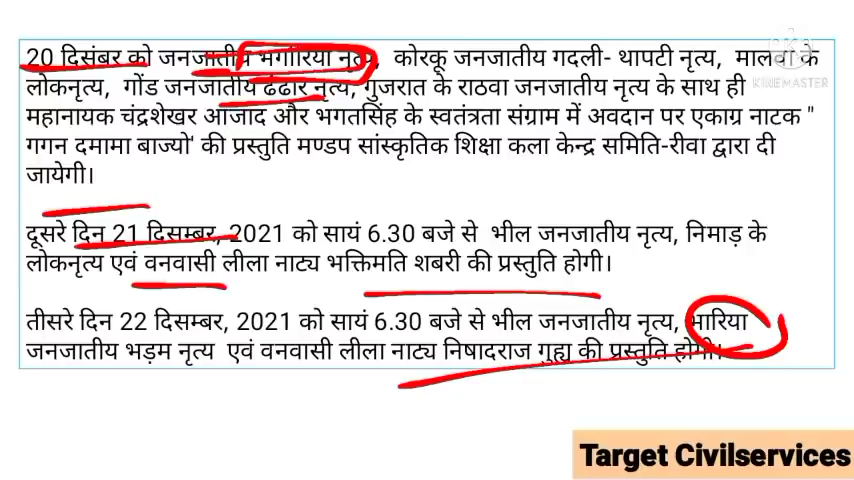 20 दिसंबर को जनजातीय भगोरिया नृत्य, कोरकू जनजातीय गदली- थापटी नृत्य, मालवा के
लोकनृत्य, गोंड जनजातीय ढंढार नृत्य, गुजरात के राठवा जनजातीय नृत्य के साथ ही
महानायक चंद्रशेखर आजाद और भगतसिंह के स्वतंत्रता संग्राम में अवदान पर एकाग्र नाटक "
गगन दमामा बाज्यो' की प्रस्तुति मण्डप सांस्कृतिक शिक्षा कला केन्द्र समिति-रीवा द्वारा दी
जायेगी।
दूसरे दिन 21 दिसम्बर, 2021 को सायं 6.30 बजे से भील जनजातीय नृत्य, निमाड़ के
लोकनृत्य एवं वनवासी लीला नाट्य भक्तिमति शबरी की प्रस्तुति होगी।
तीसरे दिन 22 दिसम्बर, 2021 को सायं 6.30 बजे से भील जनजातीय नृत्य, भारिया
जनजातीय भड़म नृत्य एवं वनवासी लीला नाट्य निषादराज गुह्य की प्रस्तुति होगी।
KINEMASTER
Target Civilservices